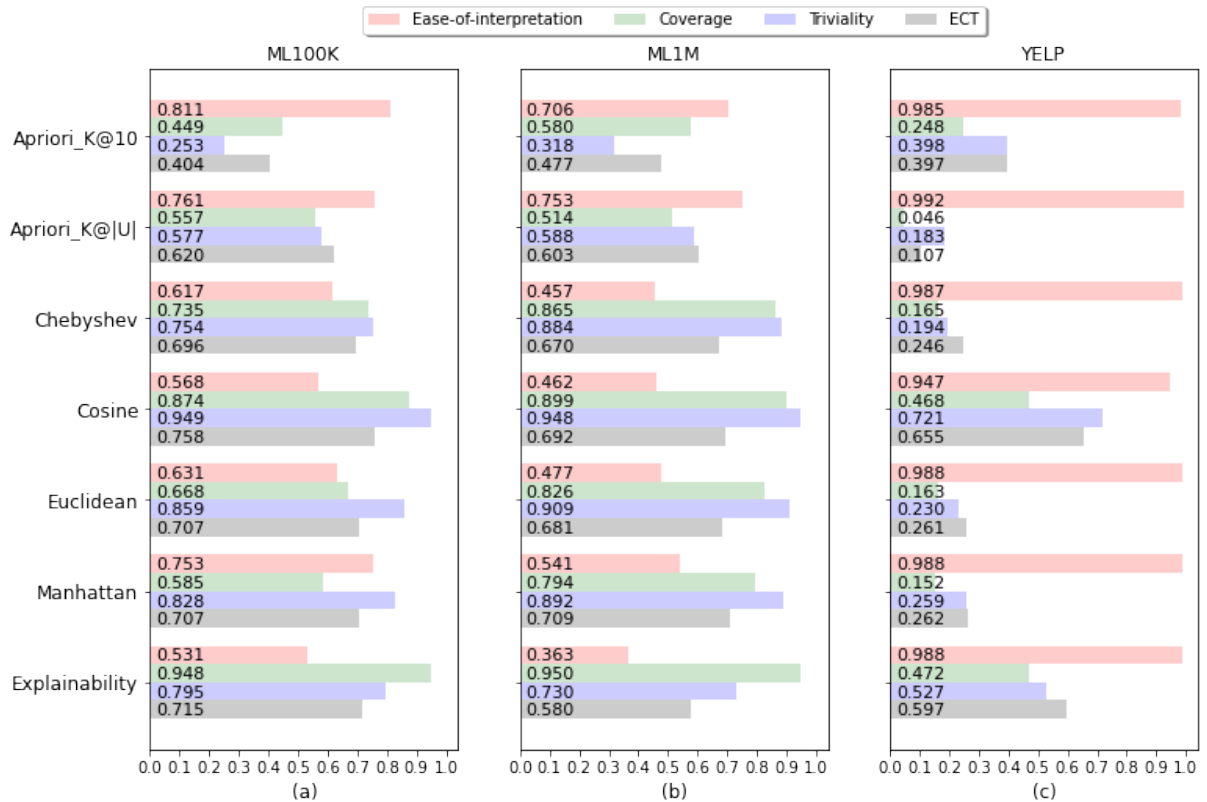 Ease-of-interpretation Coverage Triviality ECT
ML100K ML1M YELP
Apriori_K@10
0.811 0.706 0.985
0.449 0.580 0.248
0.253 0.318 0.398
0.404 0.477 0.397
Apriori_K@|U|
0.761 0.753 0.992
0.557 0.514 0.046
0.577 0.588 0.183
0.620 0.603 0.107
Chebyshev
0.617 0.457 0.987
0.735 0.865 0.165
0.754 0.884 0.194
0.696 0.670 0.246
Cosine
0.568 0.462 0.947
0.874 0.899 0.468
0.949 0.948 0.721
0.758 0.692 0.655
Euclidean
0.631 0.477 0.988
0.668 0.826 0.163
0.859 0.909 0.230
0.707 0.681 0.261
Manhattan
0.753 0.541 0.988
0.585 0.794 0.152
0.828 0.892 0.259
0.707 0.709 0.262
Explainability
0.531 0.363 0.988
0.948 0.950 0.472
0.795 0.730 0.527
0.715 0.580 0.597
0.0 0.1 0.2 0.3 0.4 0.5 0.6 0.7 0.8 0.9 1.0 0.0 0.1 0.2 0.3 0.4 0.5 0.6 0.7 0.8 0.9 1.0 0.0 0.1 0.2 0.3 0.4 0.5 0.6 0.7 0.8 0.9 1.0
(a) (b) (c)